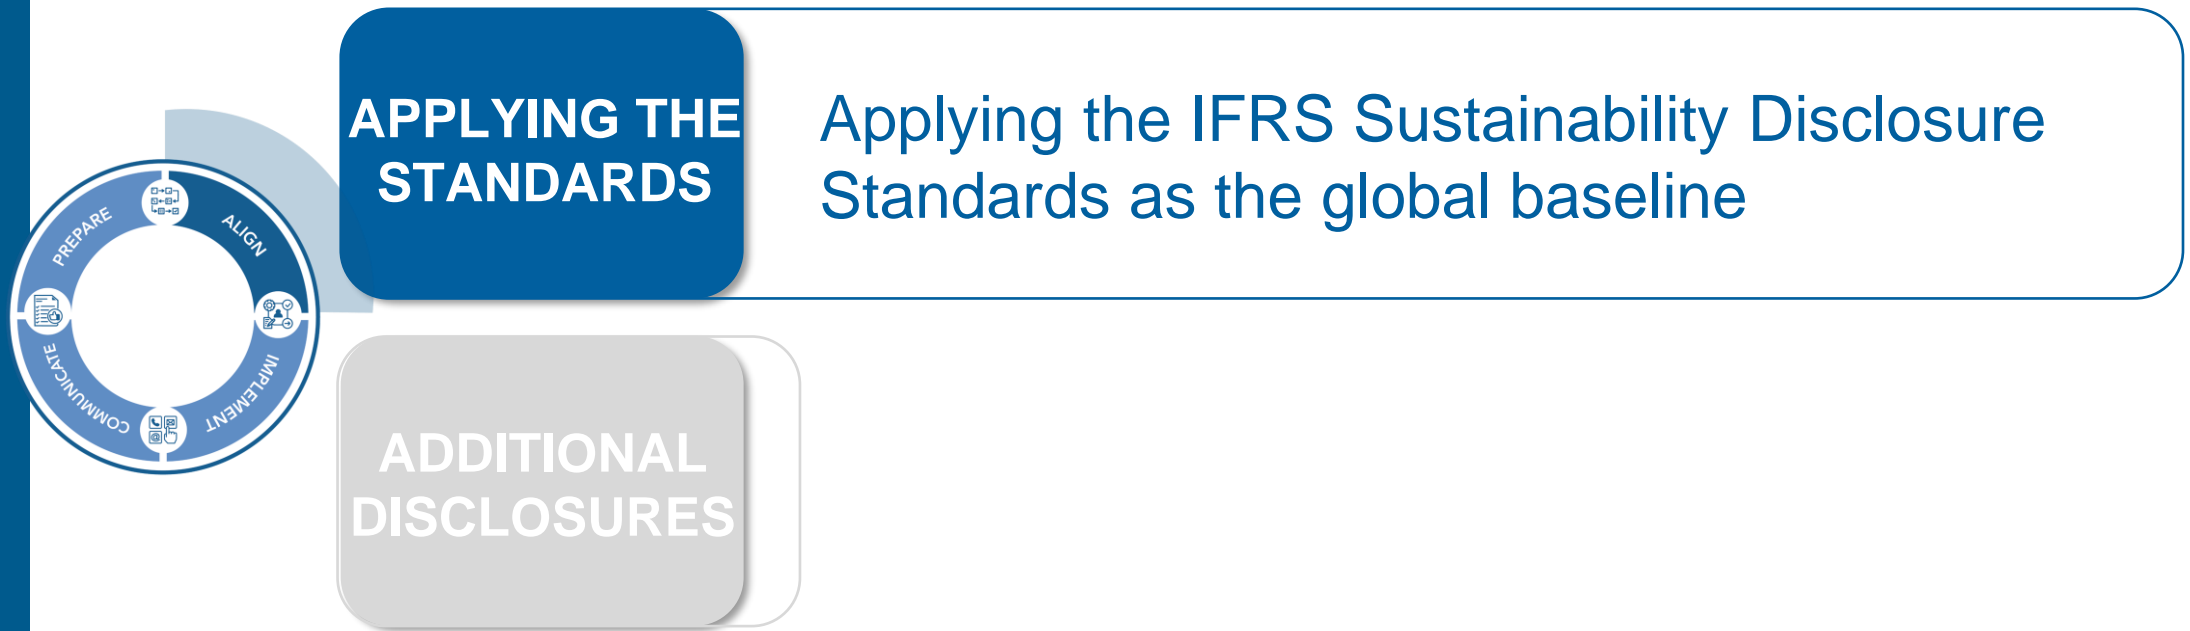 APPLYING THE
STANDARDS
Applying the IFRS Sustainability Disclosure
Standards as the global baseline
PREPARE
ALIGN
COMMUNICATE
IMPLEMENT
ADDITIONAL
DISCLOSURES